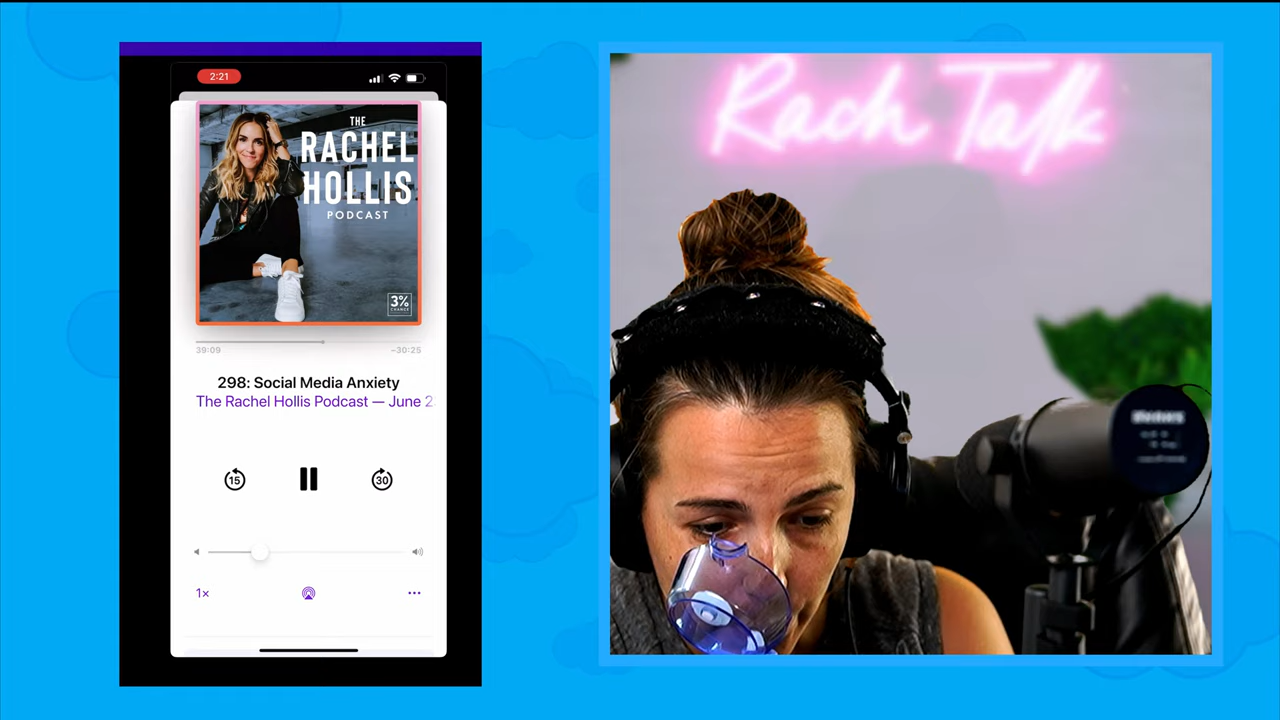 2:21
THE
RACHEL
HOLLIS
PODCAST
3%
CHANCE
39:09
-30:25
298: Social Media Anxiety
The Rachel Hollis Podcast — June 2
15
30
1×
Rach Talk